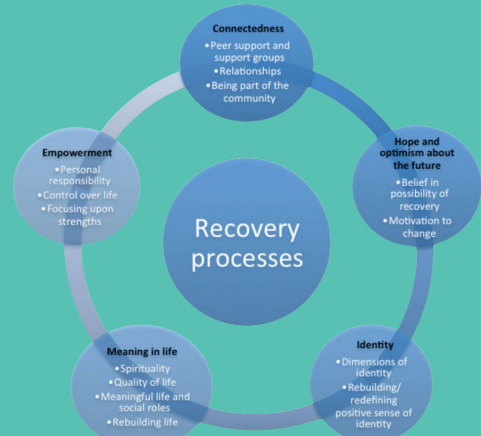 Connectedness
•Peer support and
support groups
•Relationships
•Being part of the
community
Hope and
optimism about
the future
•Belief in
possibility of
recovery
•Motivation to
change
Identity
•Dimensions of
identity
•Rebuilding/
redefining
positive sense of
identity
Meaning in life
•Spirituality
•Quality of life
•Meaningful life and
social roles
•Rebuilding life
Empowerment
•Personal
responsibility
•Control over life
•Focusing upon
strengths
Recovery
processes